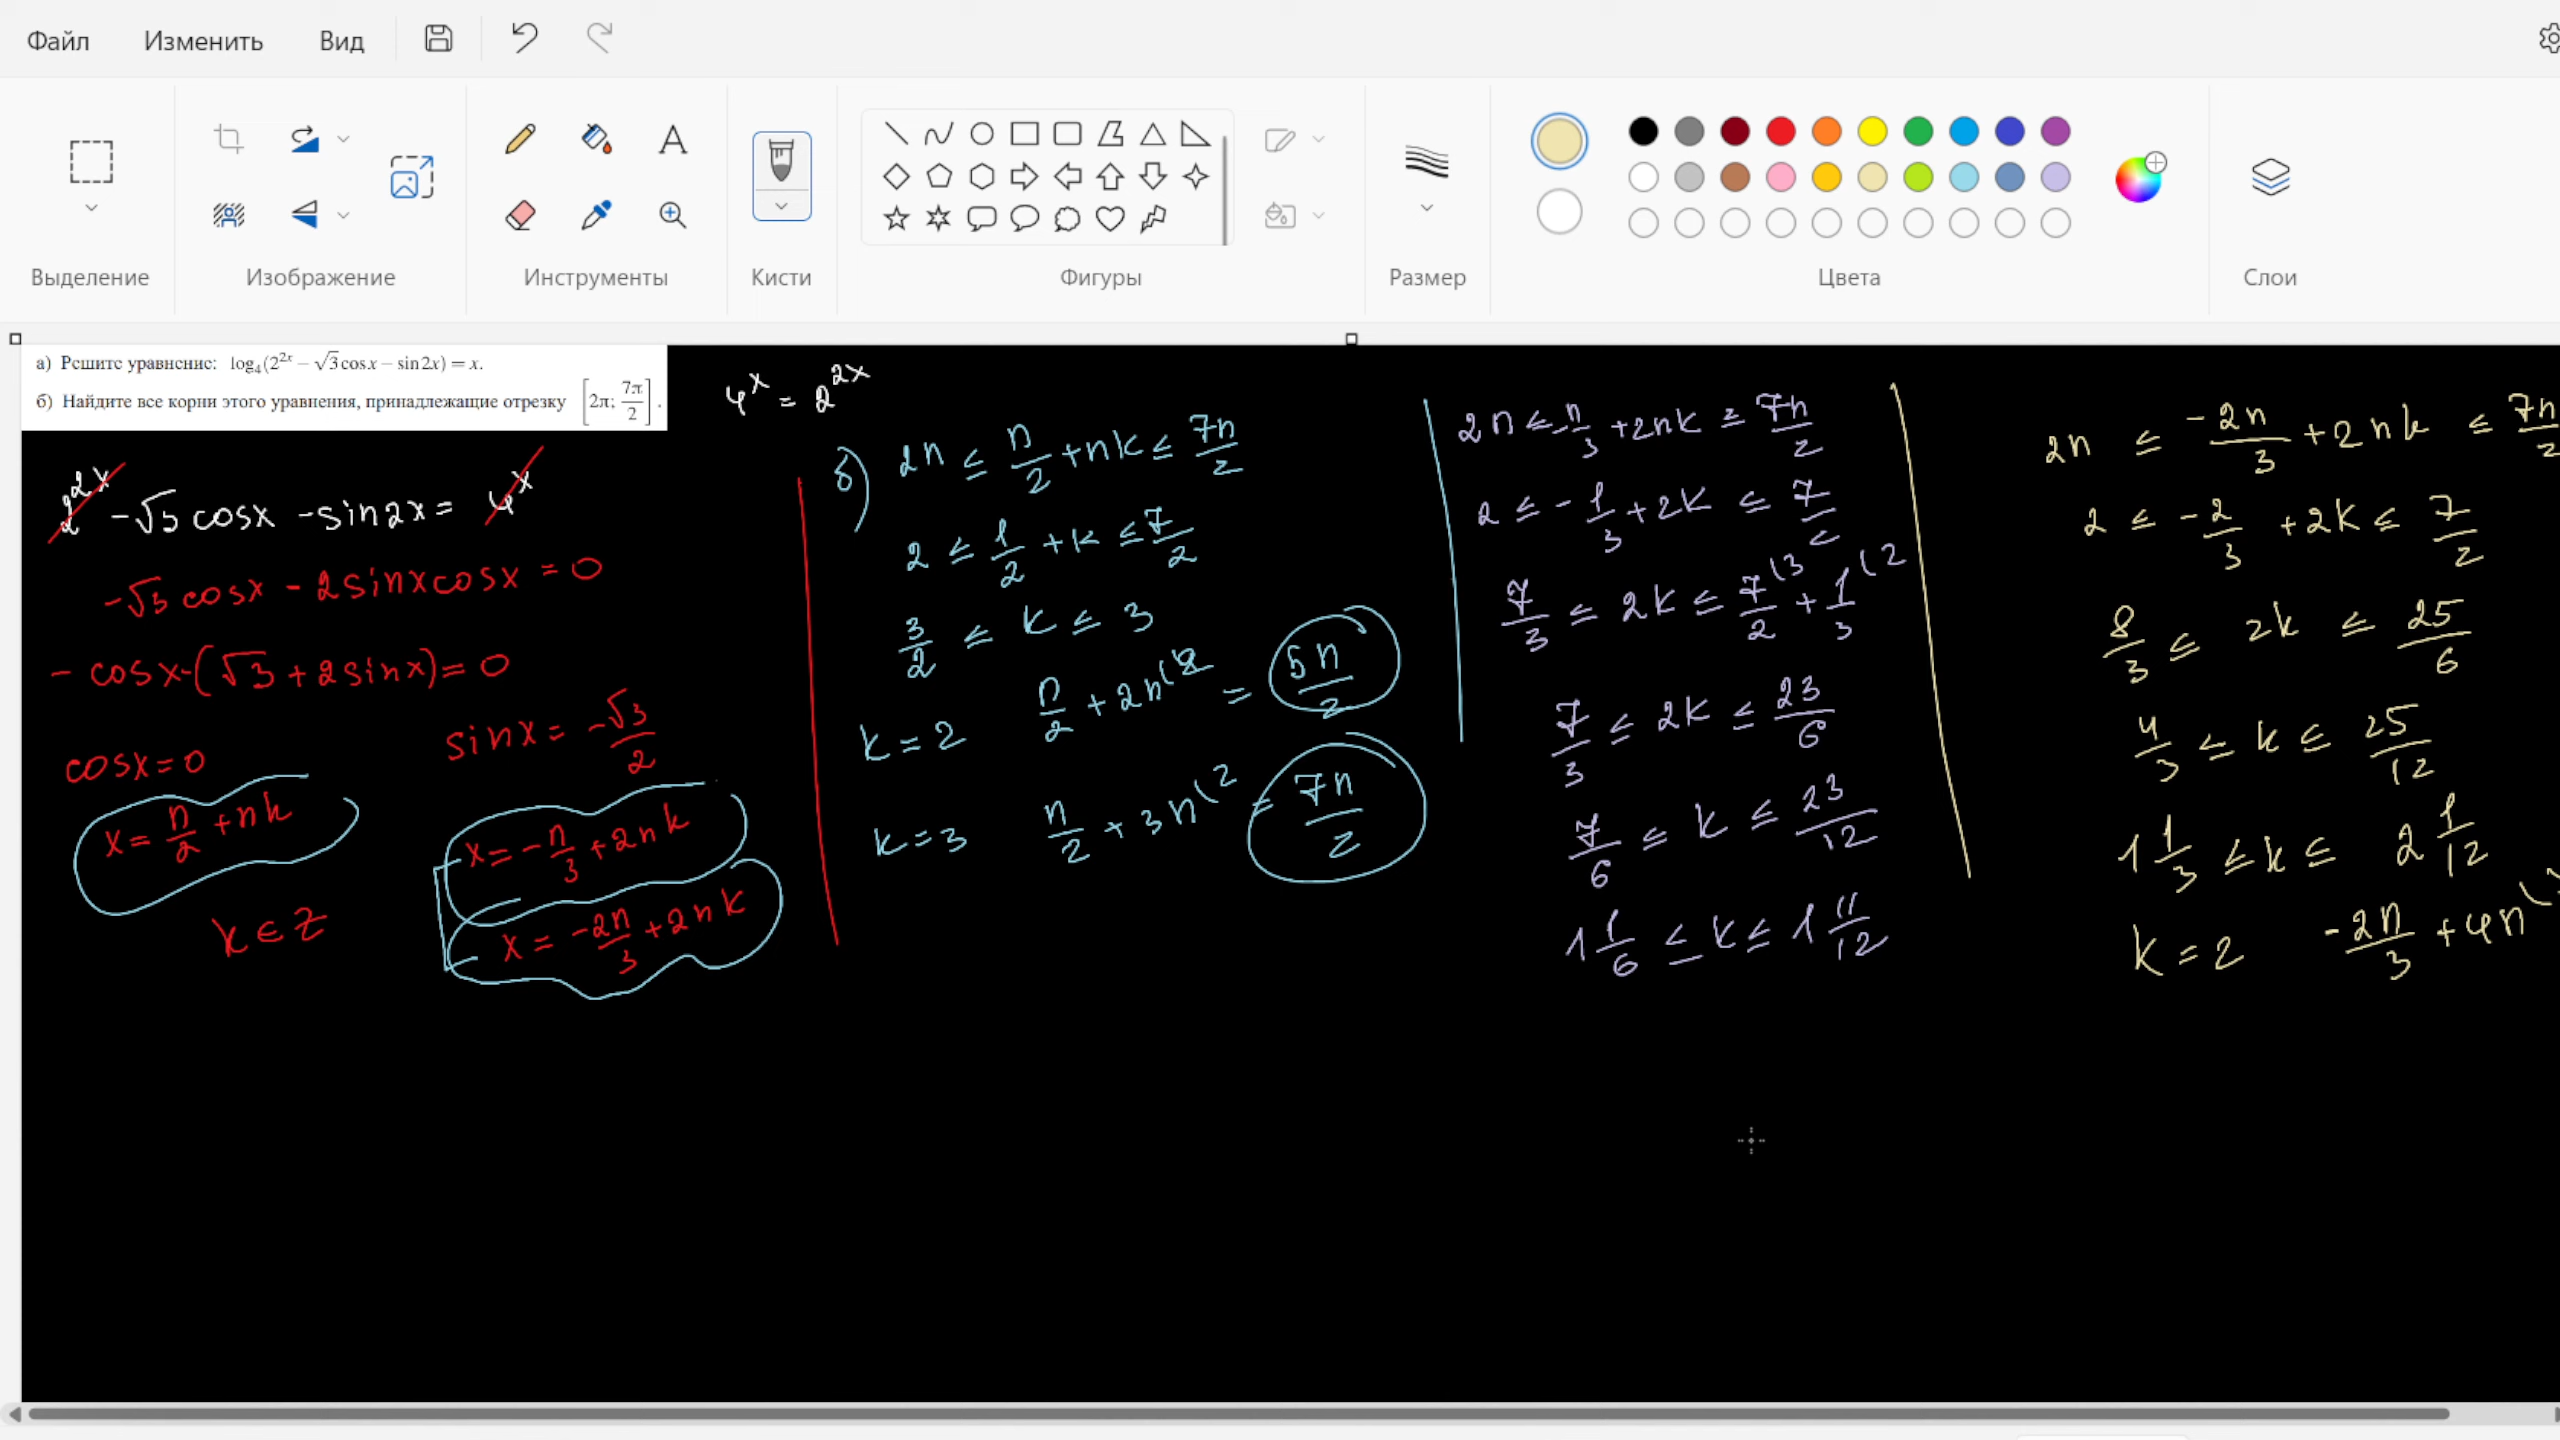 Файл Изменить Вид
Выделение Изображение Инструменты Кисти Фигуры Размер Цвета Слои
а) Решите уравнение: log₄(2^{2x} − √3 cos x − sin 2x) = x.
б) Найдите все корни этого уравнения, принадлежащие отрезку [2π; 7π/2].
4^x = 2^{2x}
2^{2x} - √3 cosx - sin2x = 4^x
-√3 cosx - 2sinxcosx = 0
- cosx·(√3 + 2sinx) = 0
cosx = 0
x = π/2 + πk
k ∈ Z
sinx = -√3/2
x = -π/3 + 2πk
x = -2π/3 + 2πk
б) 2π ≤ π/2 + πk ≤ 7π/2
2 ≤ 1/2 + k ≤ 7/2
3/2 ≤ k ≤ 3
k = 2 π/2 + 2π^{(2} = 5π/2
k = 3 π/2 + 3π^{(2} = 7π/2
2π ≤ -π/3 + 2πk ≤ 7π/2
2 ≤ -1/3 + 2k ≤ 7/2
7/3 ≤ 2k ≤ 7/2^{(3} + 1/3^{(2}
7/3 ≤ 2k ≤ 23/6
7/6 ≤ k ≤ 23/12
1 1/6 ≤ k ≤ 1 11/12
2π ≤ -2π/3 + 2πk ≤ 7π/2
2 ≤ -2/3 + 2k ≤ 7/2
8/3 ≤ 2k ≤ 25/6
4/3 ≤ k ≤ 25/12
1 1/3 ≤ k ≤ 2 1/12
k = 2 -2π/3 + 4π